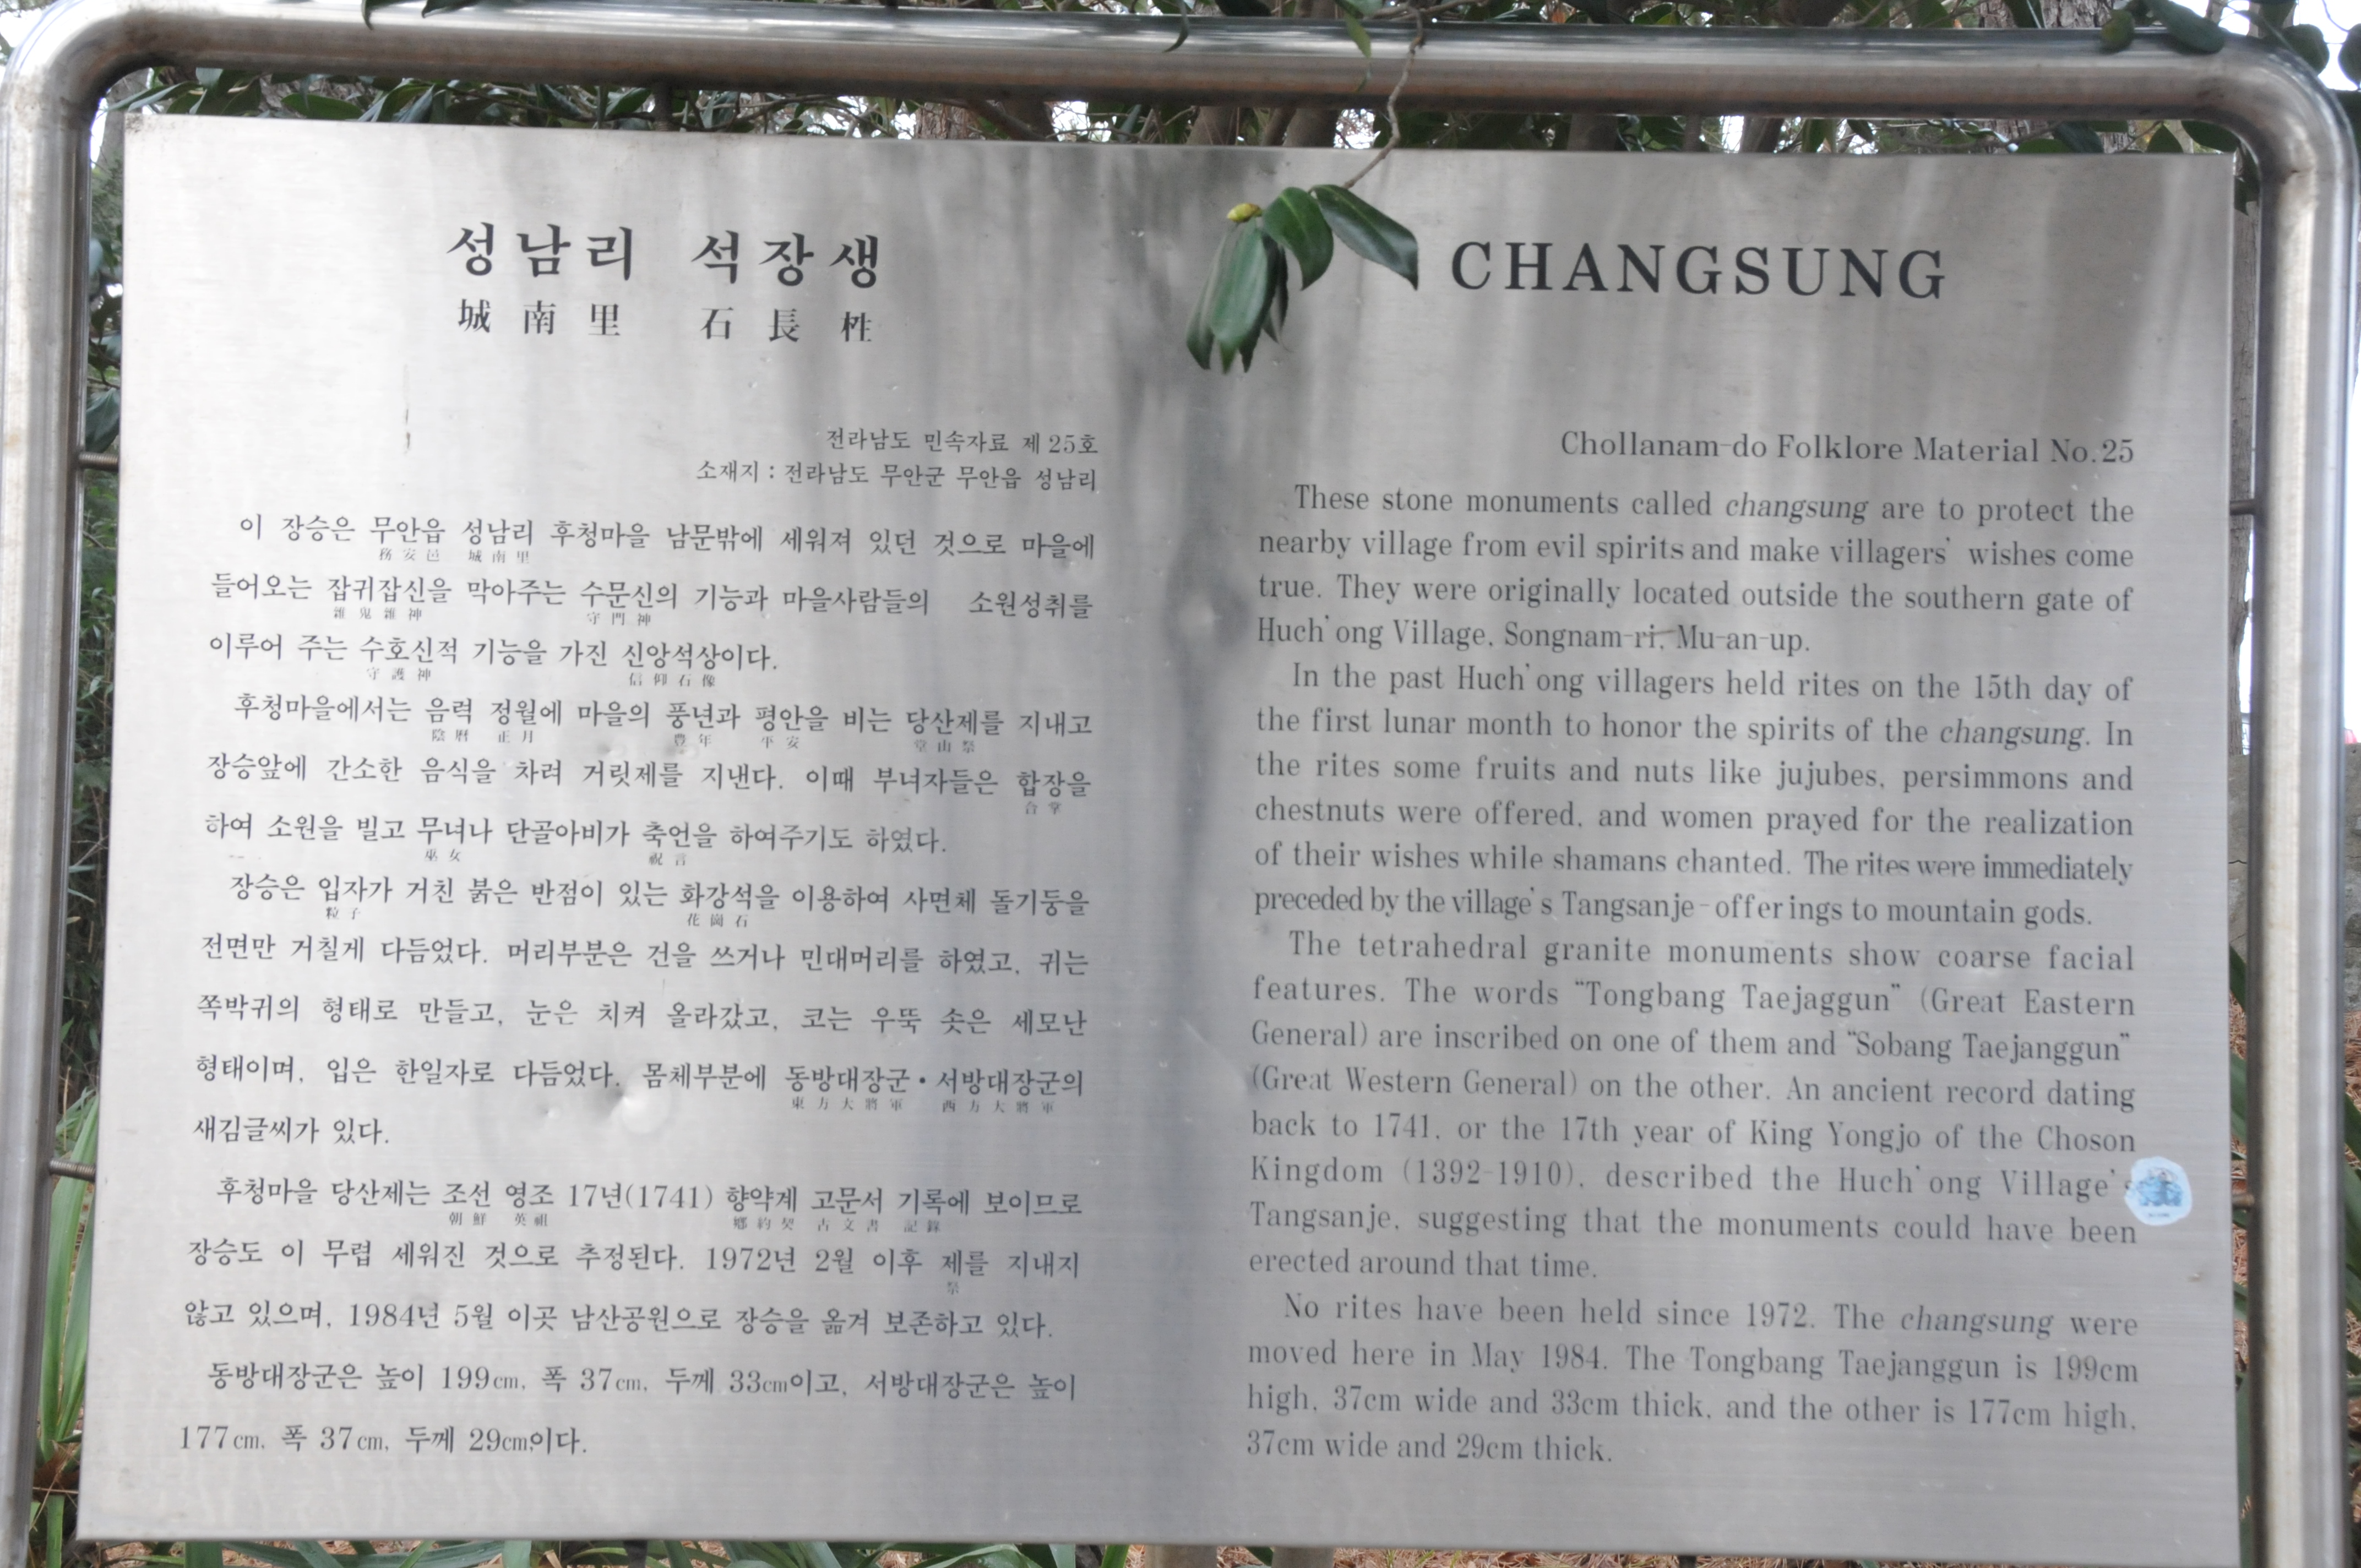 성남리 석장생
城南里 石長栍
전라남도 민속자료 제25호
소재지 : 전라남도 무안군 무안읍 성남리
이 장승은 무안읍 성남리 후청마을 남문밖에 세워져 있던 것으로 마을에
務安邑 城南里
들어오는 잡귀잡신을 막아주는 수문신의 기능과 마을사람들의 소원성취를
雜鬼雜神 守門神
이루어 주는 수호신적 기능을 가진 신앙석상이다.
守護神 信仰石像
후청마을에서는 음력 정월에 마을의 풍년과 평안을 비는 당산제를 지내고
陰曆 正月 豊年 平安 堂山祭
장승앞에 간소한 음식을 차려 거릿제를 지낸다. 이때 부녀자들은 합장을
合掌
하여 소원을 빌고 무녀나 단골아비가 축언을 하여주기도 하였다.
巫女 祝言
장승은 입자가 거친 붉은 반점이 있는 화강석을 이용하여 사면체 돌기둥을
粒子 花崗石
전면만 거칠게 다듬었다. 머리부분은 건을 쓰거나 민대머리를 하였고, 귀는
쪽박귀의 형태로 만들고, 눈은 치켜 올라갔고, 코는 우뚝 솟은 세모난
형태이며, 입은 한일자로 다듬었다. 몸체부분에 동방대장군·서방대장군의
東方大將軍 西方大將軍
새김글씨가 있다.
후청마을 당산제는 조선 영조 17년(1741) 향약계 고문서 기록에 보이므로
朝鮮 英祖 鄕約契 古文書 記錄
장승도 이 무렵 세워진 것으로 추정된다. 1972년 2월 이후 제를 지내지
祭
않고 있으며, 1984년 5월 이곳 남산공원으로 장승을 옮겨 보존하고 있다.
동방대장군은 높이 199cm, 폭 37cm, 두께 33cm이고, 서방대장군은 높이
177cm, 폭 37cm, 두께 29cm이다.
CHANGSUNG
Chollanam-do Folklore Material No.25
These stone monuments called changsung are to protect the
nearby village from evil spirits and make villagers' wishes come
true. They were originally located outside the southern gate of
Huch'ong Village, Songnam-ri, Mu-an-up.
In the past Huch'ong villagers held rites on the 15th day of
the first lunar month to honor the spirits of the changsung. In
the rites some fruits and nuts like jujubes, persimmons and
chestnuts were offered, and women prayed for the realization
of their wishes while shamans chanted. The rites were immediately
preceded by the village's Tangsanje-offerings to mountain gods.
The tetrahedral granite monuments show coarse facial
features. The words "Tongbang Taejaggun" (Great Eastern
General) are inscribed on one of them and "Sobang Taejanggun"
(Great Western General) on the other. An ancient record dating
back to 1741, or the 17th year of King Yongjo of the Choson
Kingdom (1392-1910), described the Huch'ong Village's
Tangsanje, suggesting that the monuments could have been
erected around that time.
No rites have been held since 1972. The changsung were
moved here in May 1984. The Tongbang Taejanggun is 199cm
high, 37cm wide and 33cm thick, and the other is 177cm high,
37cm wide and 29cm thick.